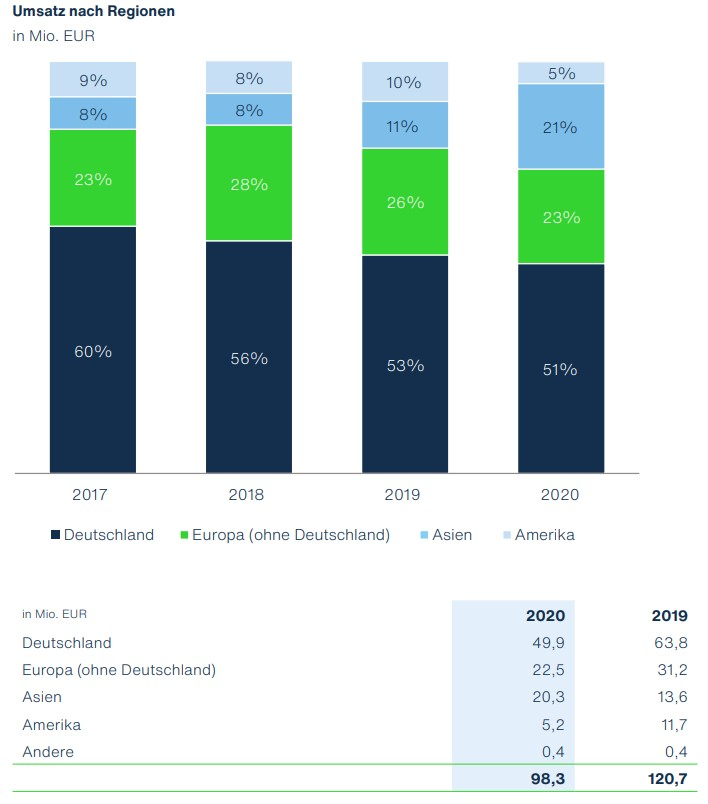 Umsatz nach Regionen
in Mio. EUR
9% 8% 10% 5%
8% 8% 11% 21%
23% 28% 26% 23%
60% 56% 53% 51%
2017 2018 2019 2020
Deutschland Europa (ohne Deutschland) Asien Amerika
in Mio. EUR 2020 2019
Deutschland 49,9 63,8
Europa (ohne Deutschland) 22,5 31,2
Asien 20,3 13,6
Amerika 5,2 11,7
Andere 0,4 0,4
98,3 120,7